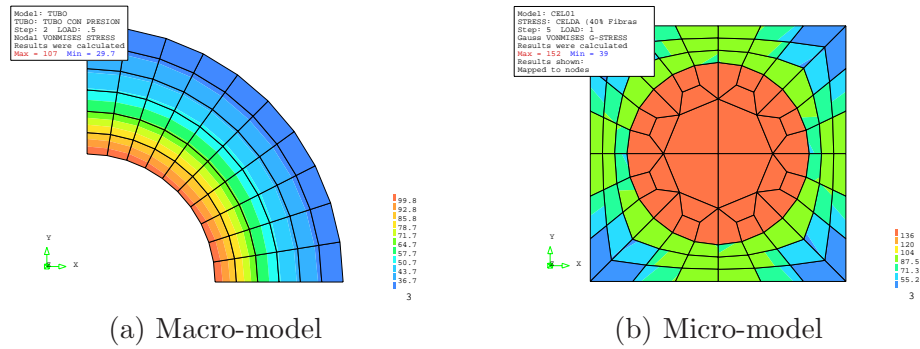 Model: TUBO
TUBO: TUBO CON PRESION
Step: 2 LOAD: .5
Nodal VONMISES STRESS
Results were calculated
Max = 107 Min = 29.7
99.8
92.8
85.8
78.7
71.7
64.7
57.7
50.7
43.7
36.7
Y
Z X
3
(a) Macro-model
Model: CEL01
STRESS: CELDA (40% Fibras
Step: 5 LOAD: 1
Gauss VONMISES G-STRESS
Results were calculated
Max = 152 Min = 39
Results shown:
Mapped to nodes
136
120
104
87.5
71.3
55.2
Y
Z X
3
(b) Micro-model